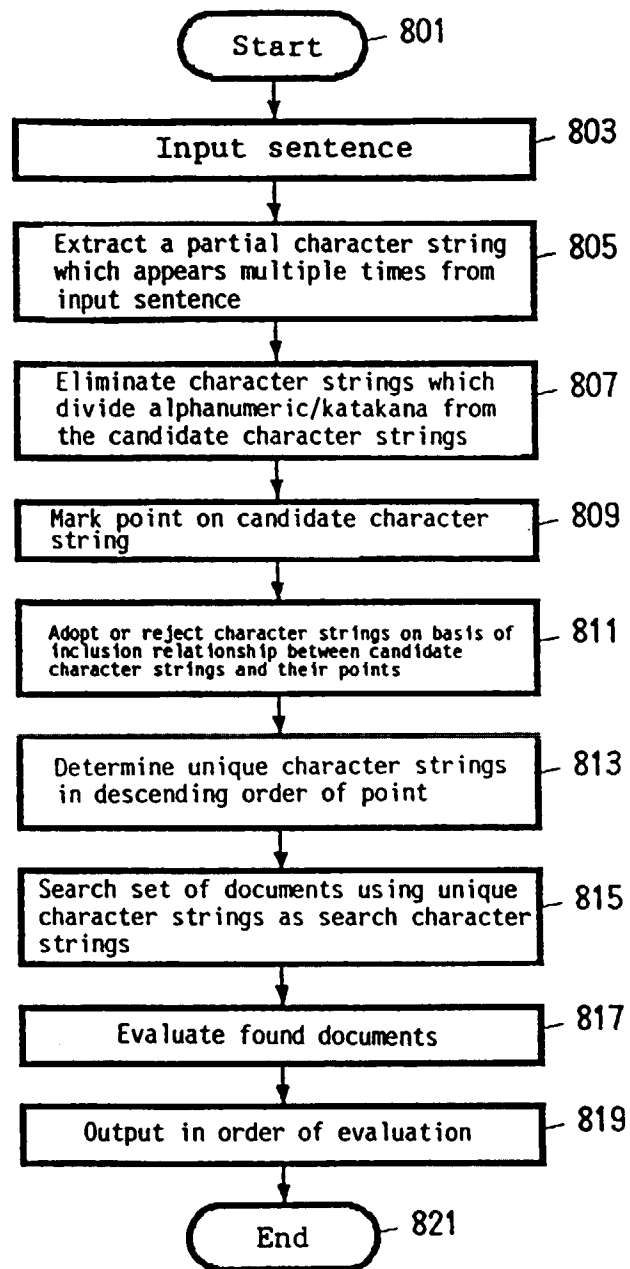 Start
801
Input sentence
803
Extract a partial character string
which appears multiple times from
input sentence
805
Eliminate character strings which
divide alphanumeric/katakana from
the candidate character strings
807
Mark point on candidate character
string
809
Adopt or reject character strings on basis of
inclusion relationship between candidate
character strings and their points
811
Determine unique character strings
in descending order of point
813
Search set of documents using unique
character strings as search character
strings
815
Evaluate found documents
817
Output in order of evaluation
819
End
821